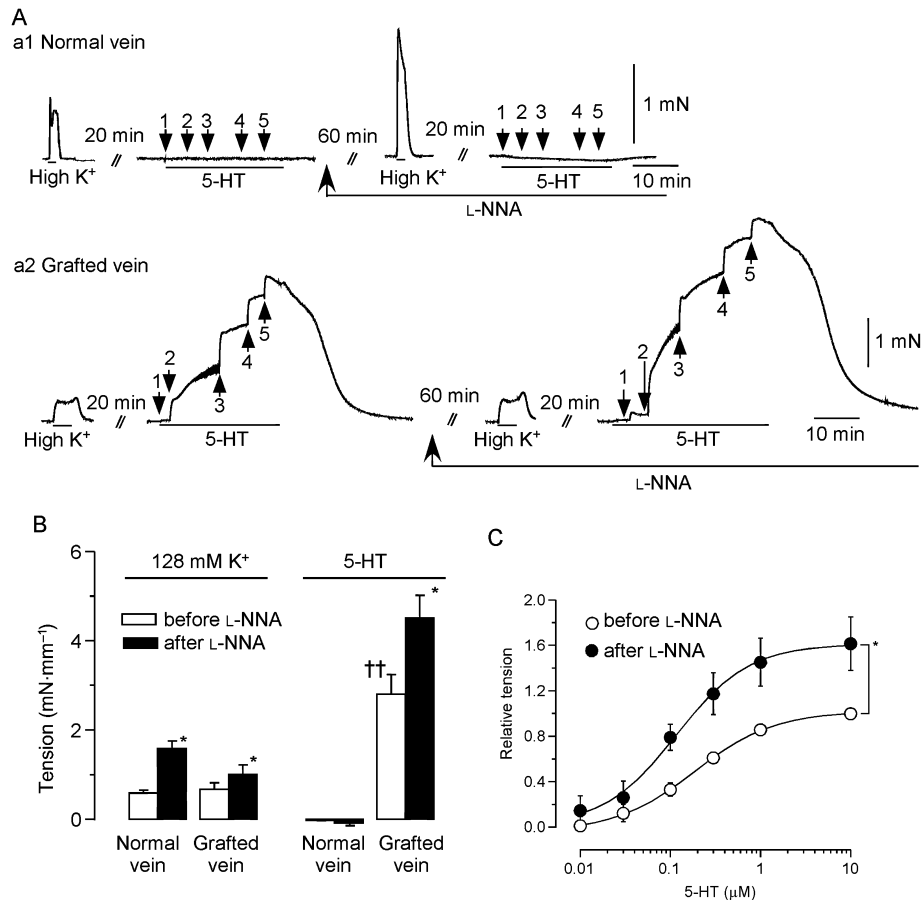 A
a1 Normal vein
1 2 3 4 5
20 min
60 min
20 min
1 2 3 4 5
1 mN
High K⁺
5-HT
High K⁺
5-HT
10 min
L-NNA
a2 Grafted vein
1 2 3 4 5
20 min
60 min
20 min
1 2 3 4 5
1 mN
High K⁺
5-HT
High K⁺
5-HT
10 min
L-NNA
B
128 mM K⁺
5-HT
before L-NNA
after L-NNA
Tension (mN·mm⁻¹)
6
4
2
0
*
*
††
*
Normal vein
Grafted vein
Normal vein
Grafted vein
C
before L-NNA
after L-NNA
Relative tension
2.0
1.6
1.2
0.8
0.4
0.0
*
0.01 0.1 1 10
5-HT (μM)